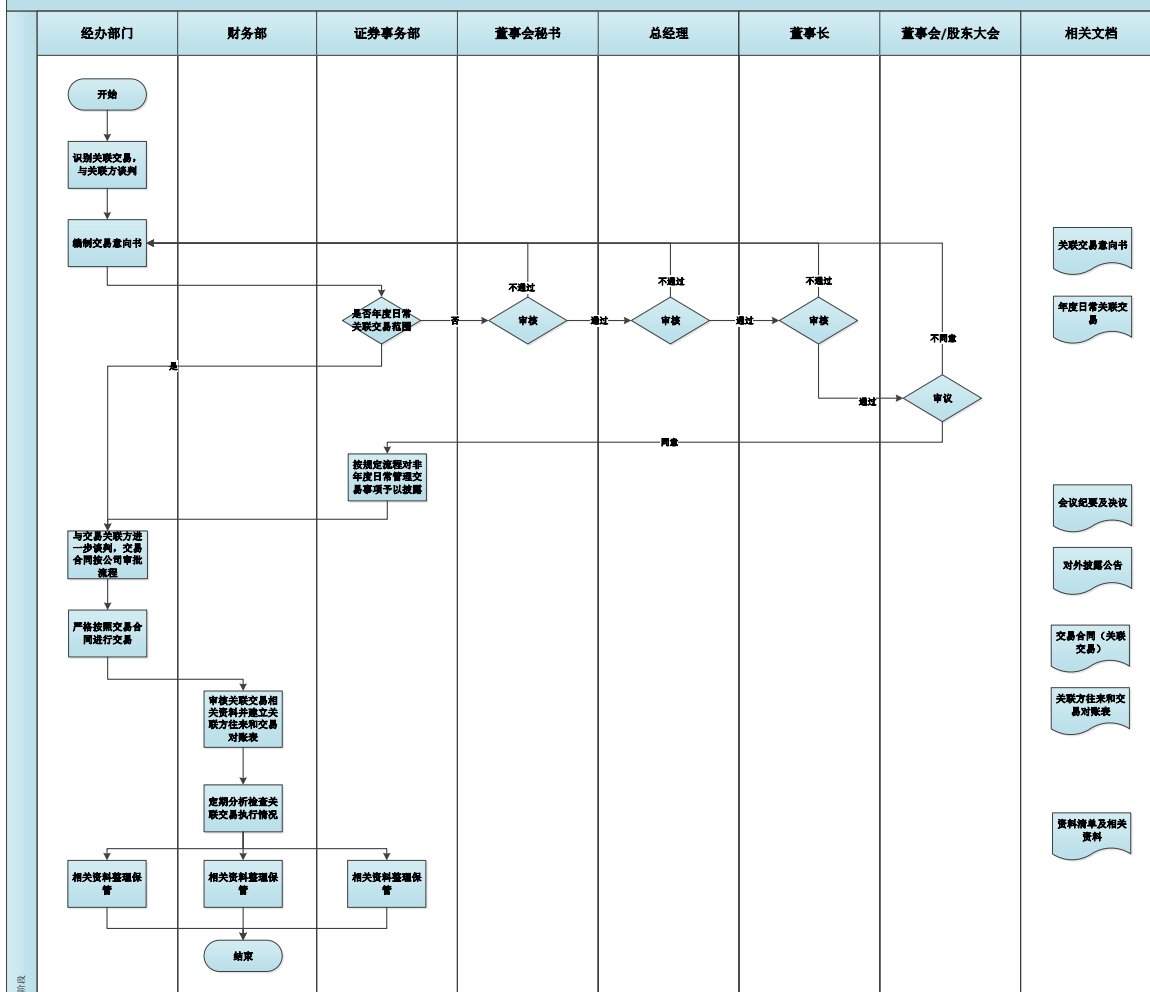 经办部门
财务部
证券事务部
董事会秘书
总经理
董事长
董事会/股东大会
相关文档
开始
识别关联交易，
与关联方谈判
编制交易意向书
关联交易意向书
不通过
不通过
不通过
是否年度日常
关联交易范围
否
审核
通过
审核
通过
审核
年度日常关联交
易
不同意
是
通过
审议
同意
按规定流程对非
年度日常管理交
易事项予以披露
会议纪要及决议
与交易关联方进
一步谈判，交易
合同按公司审批
流程
对外披露公告
严格按照交易合
同进行交易
交易合同（关联
交易）
审核关联交易相
关资料并建立关
联方往来和交易
对账表
关联方往来和交
易对账表
定期分析检查关
联交易执行情况
资料清单及相关
资料
相关资料整理保
管
相关资料整理保
管
相关资料整理保
管
结束
阶段